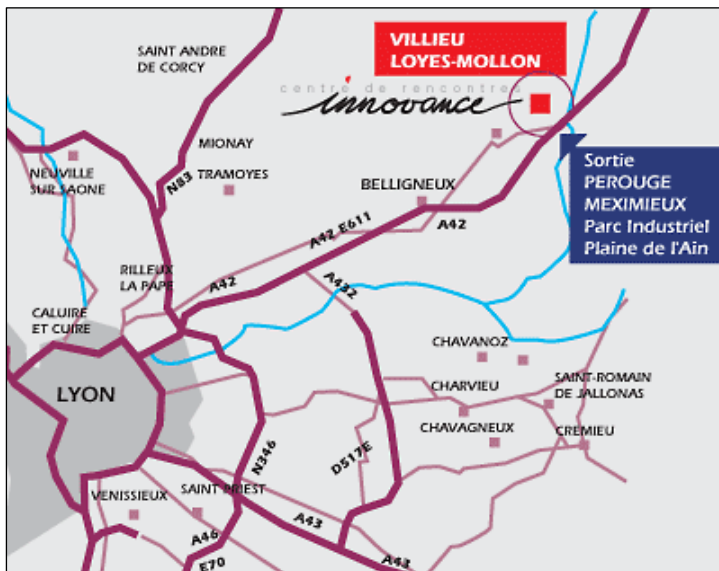 VILLIEU
LOYES-MOLLON
centre de rencontres
innovance
SAINT ANDRE
DE CORCY
MIONAY
TRAMOYES
N83
NEUVILLE
SUR SAONE
BELLIGNEUX
Sortie
PEROUGE
MEXIMIEUX
Parc Industriel
Plaine de l'Ain
A42 E611
A42
RILLEUX
LA PAPE
A42
A432
CALUIRE
ET CUIRE
LYON
CHAVANOZ
CHARVIEU
SAINT-ROMAIN
DE JALLONAS
CHAVAGNEUX
CREMIEU
N346
D517E
VENISSIEUX
SAINT PRIEST
A43
A46
E70
A43